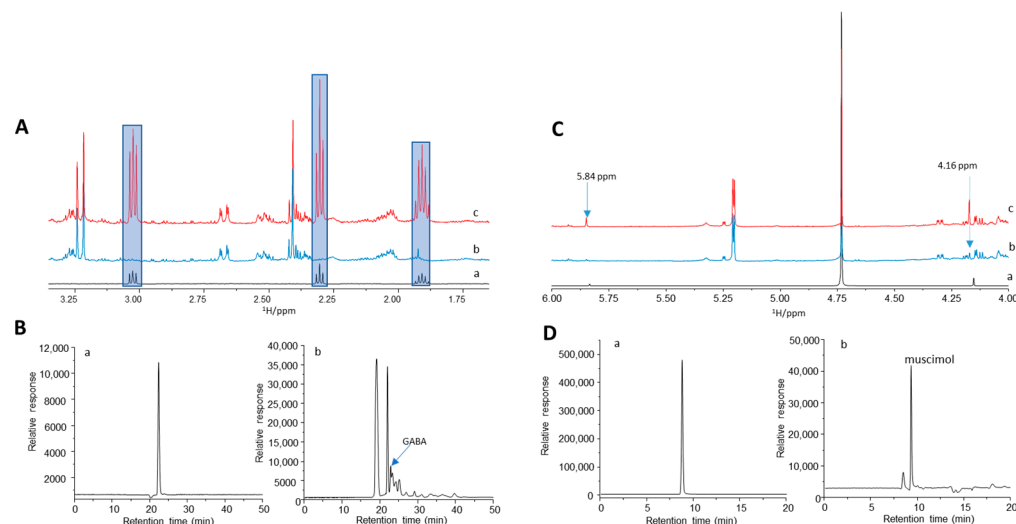 A
c
b
a
3.25 3.00 2.75 2.50 2.25 2.00 1.75
¹H/ppm
C
5.84 ppm
4.16 ppm
c
b
a
6.00 5.75 5.50 5.25 5.00 4.75 4.50 4.25 4.00
¹H/ppm
B
a
12,000
10,000
8000
6000
4000
2000
Relative response
0 10 20 30 40 50
Retention time (min)
b
40,000
35,000
30,000
25,000
20,000
15,000
10,000
5000
0
Relative response
GABA
0 10 20 30 40 50
Retention time (min)
D
a
500,000
400,000
300,000
200,000
100,000
0
Relative response
0 5 10 15 20
Retention time (min)
b
50,000
40,000
30,000
20,000
10,000
0
Relative response
muscimol
0 5 10 15 20
Retention time (min)